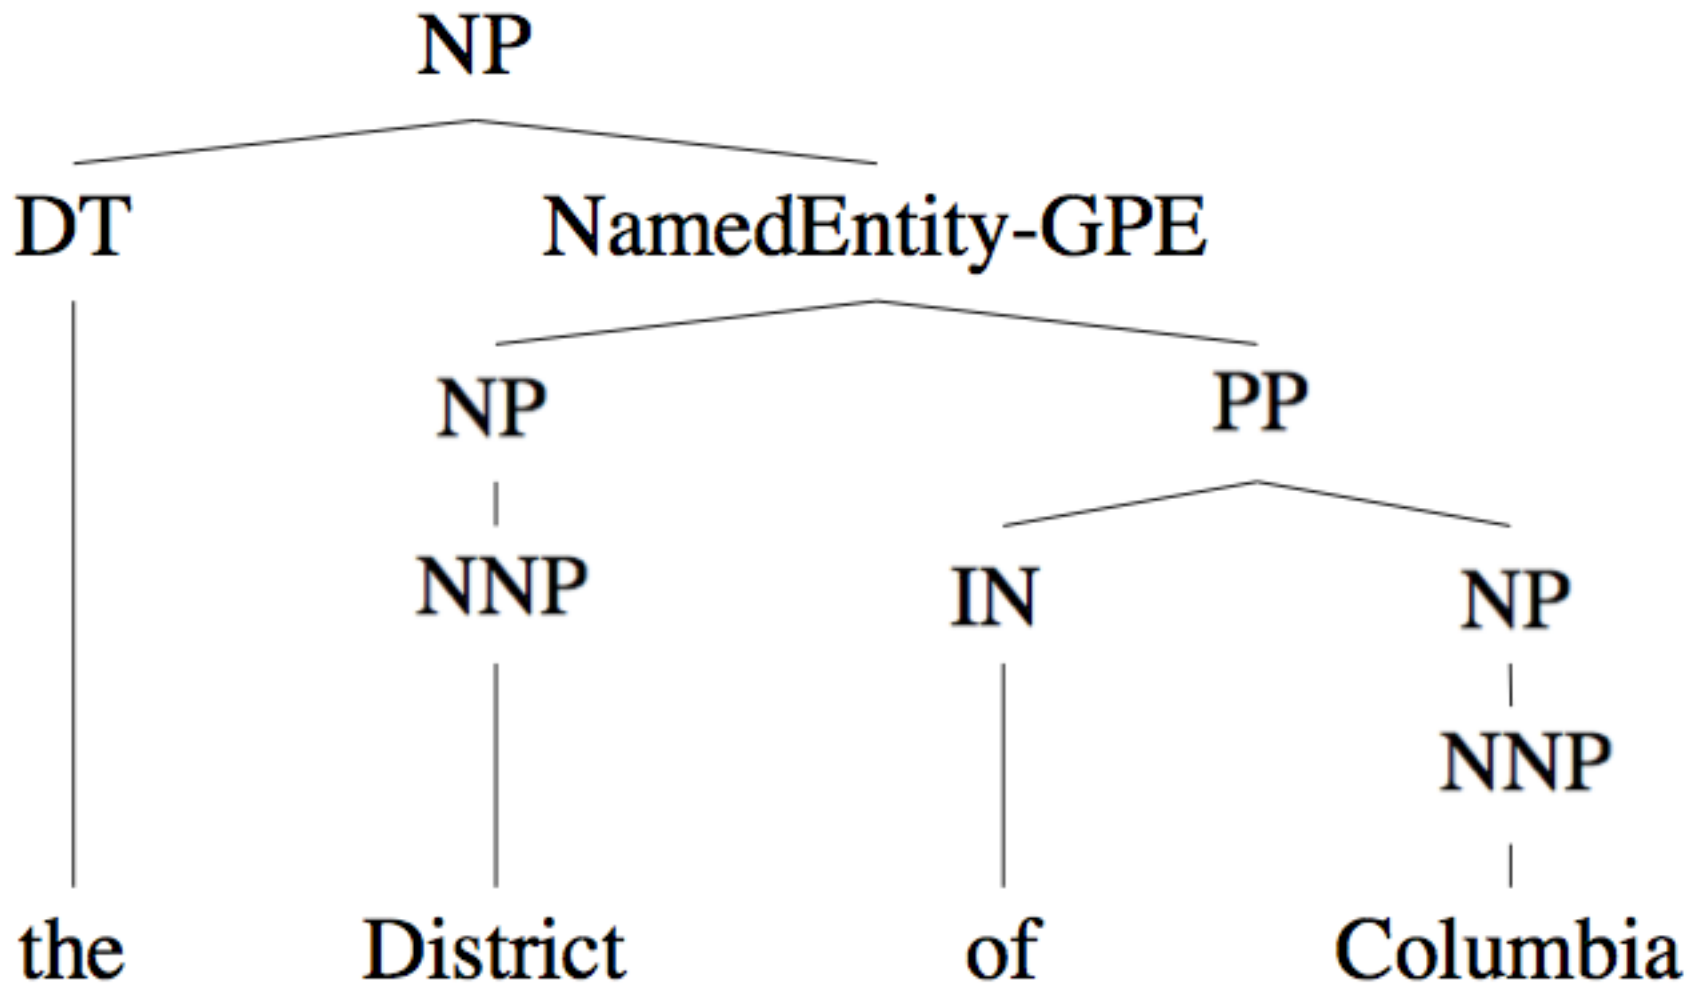 NP
DT NamedEntity-GPE
NP PP
NNP IN NP
NNP
the District of Columbia